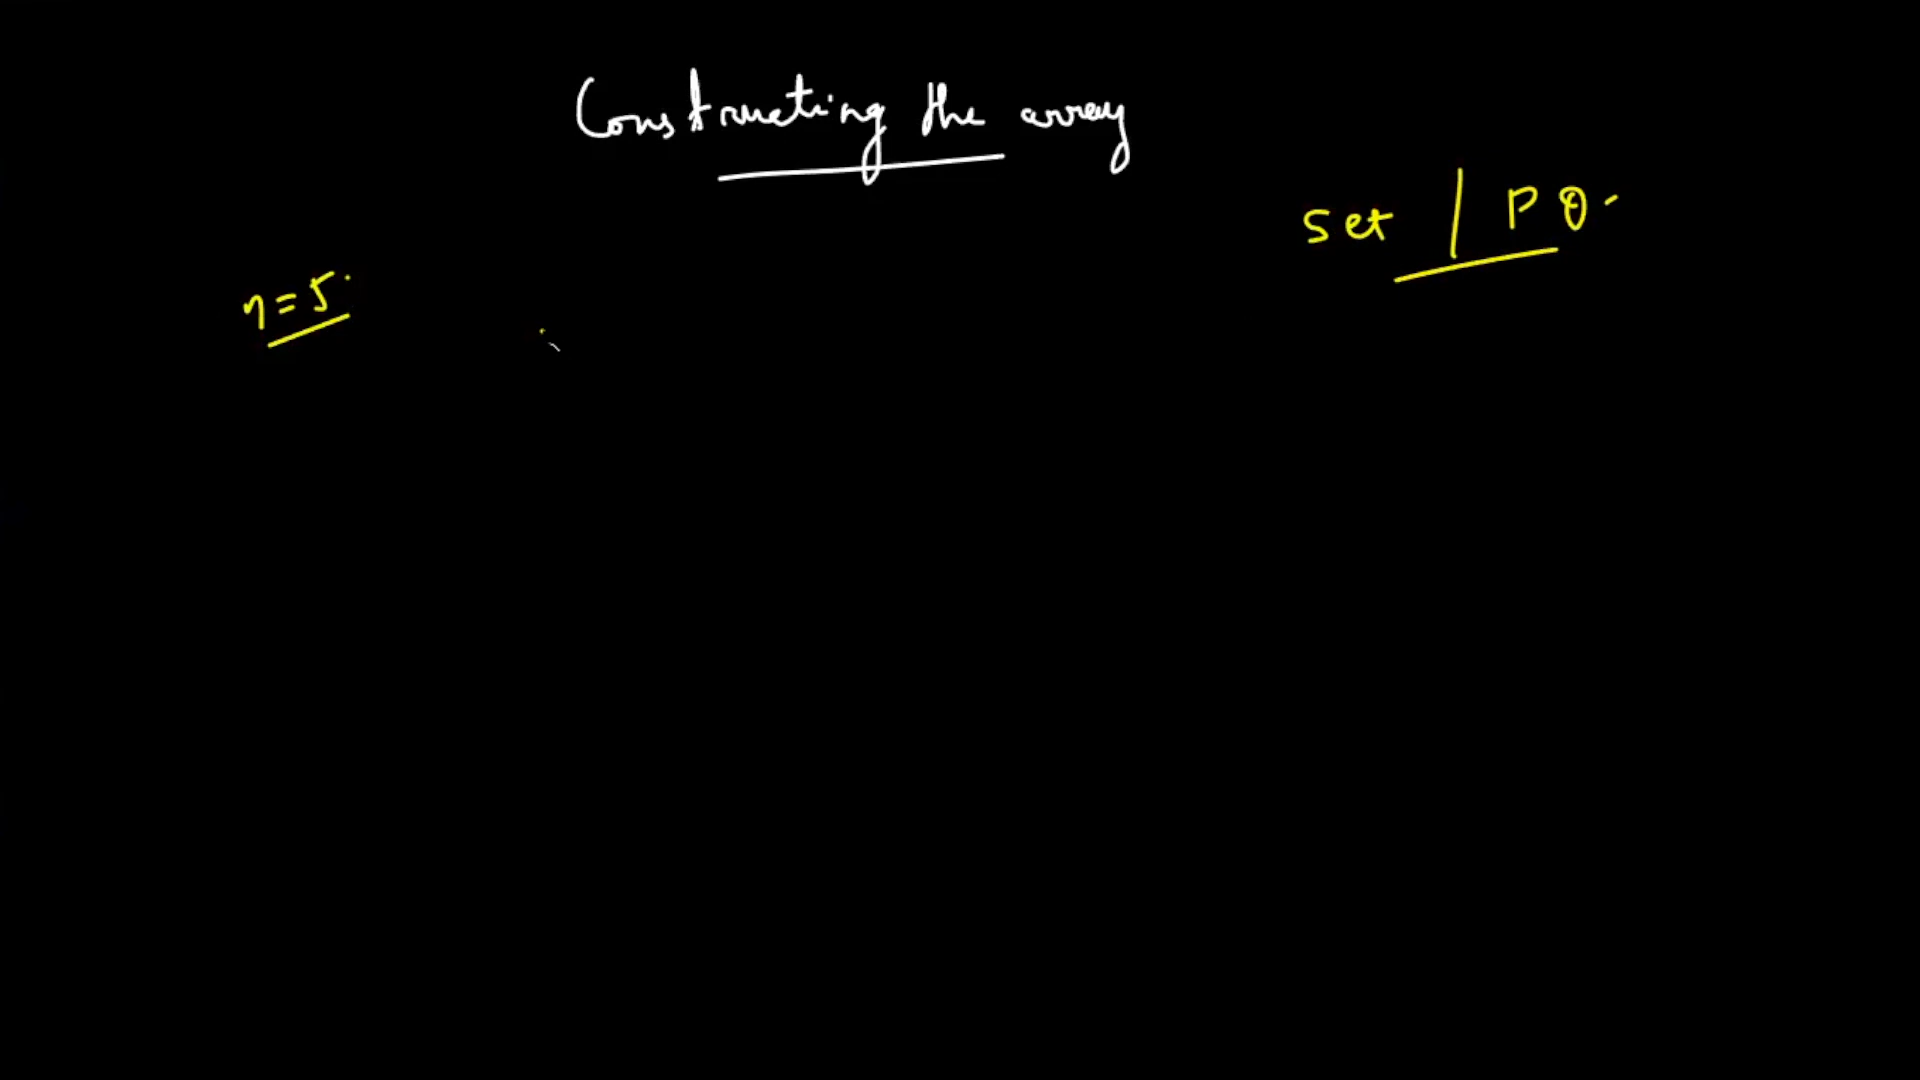 Constructing the array
set | PQ.
n=5.